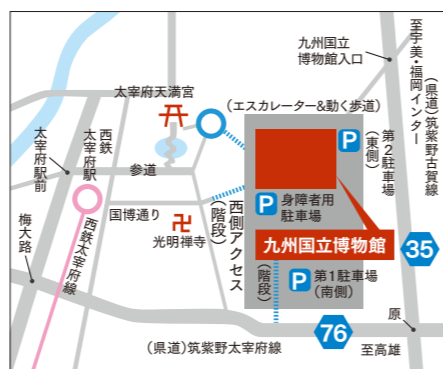 九州国立
博物館入口
至宇美・福岡インター
(県道)筑紫野古賀線
太宰府天満宮
(エスカレーター&動く歩道)
P
第2駐車場
(東側)
西鉄
太宰府駅
太宰府駅前
参道
国博通り
光明禅寺
西側アクセス
(階段)
P 身障者用
駐車場
九州国立博物館
35
梅大路
西鉄太宰府線
(階段)
P 第1駐車場
(南側)
76
原
(県道)筑紫野太宰府線
至高雄